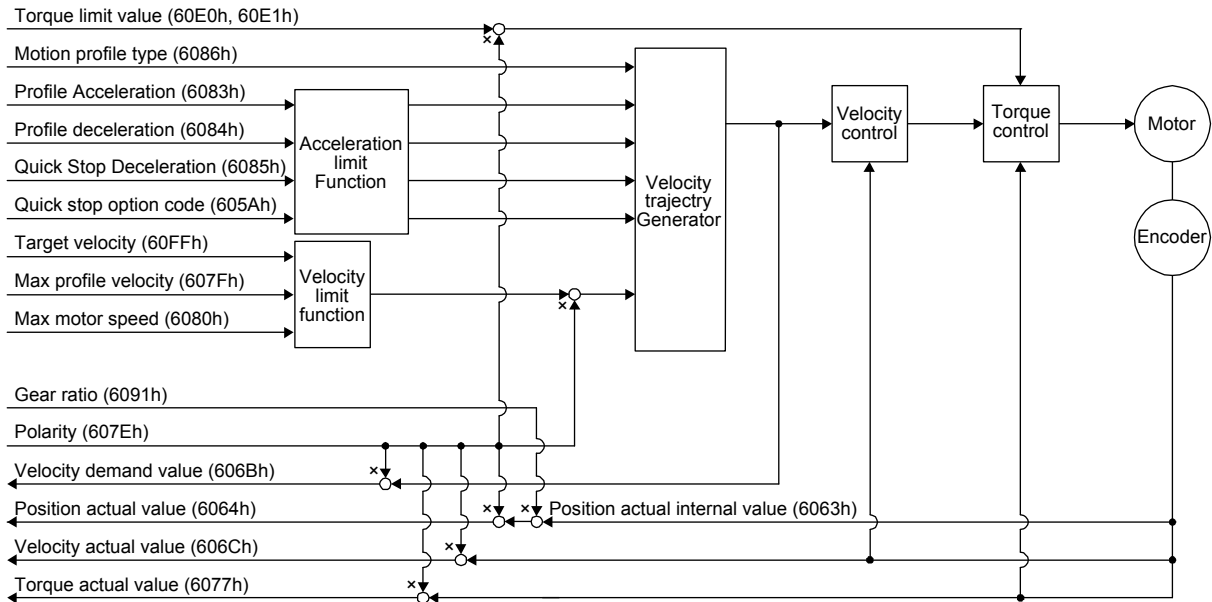 Torque limit value (60E0h, 60E1h)
×
Motion profile type (6086h)
Profile Acceleration (6083h)
Profile deceleration (6084h)
Quick Stop Deceleration (6085h)
Quick stop option code (605Ah)
Acceleration
limit
Function
Target velocity (60FFh)
Max profile velocity (607Fh)
Max motor speed (6080h)
Velocity
limit
function
×
Velocity
trajectry
Generator
Velocity
control
Torque
control
Motor
Encoder
Gear ratio (6091h)
Polarity (607Eh)
Velocity demand value (606Bh)
×
Position actual value (6064h)
×
×
Position actual internal value (6063h)
Velocity actual value (606Ch)
×
Torque actual value (6077h)
×